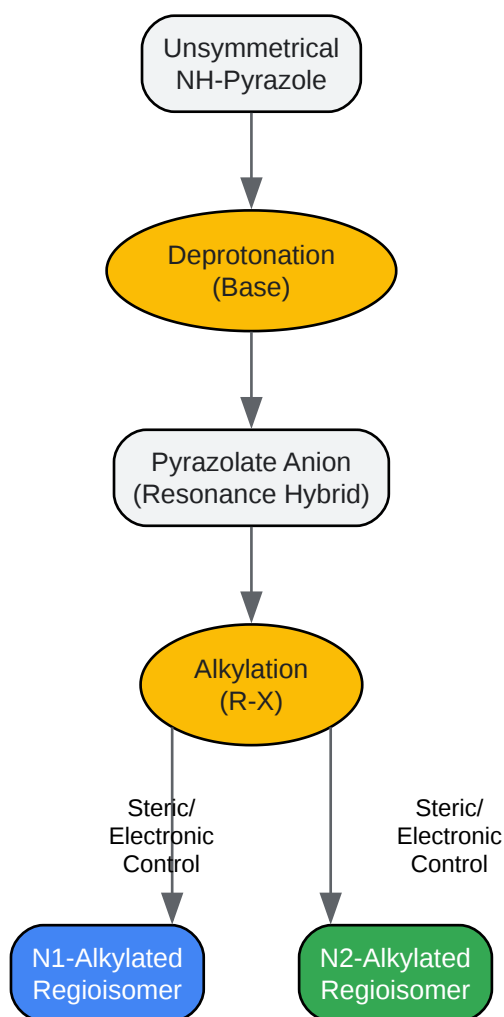 Unsymmetrical
NH-Pyrazole
Deprotonation
(Base)
Pyrazolate Anion
(Resonance Hybrid)
Alkylation
(R-X)
Steric/
Electronic
Control
Steric/
Electronic
Control
N1-Alkylated
Regioisomer
N2-Alkylated
Regioisomer